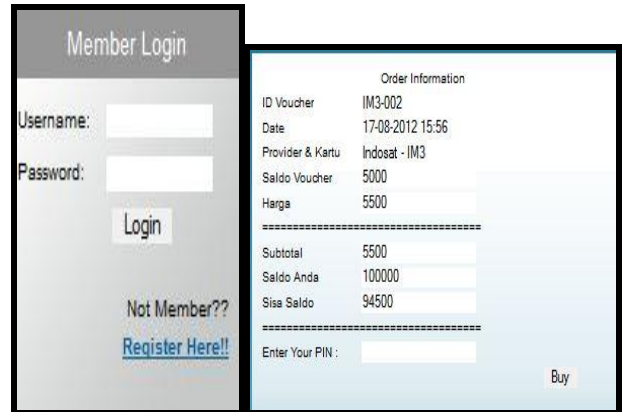 Member Login
Username:
Password:
Login
Not Member??
Register Here!!
Order Information
ID Voucher IM3-002
Date 17-08-2012 15:56
Provider & Kartu Indosat - IM3
Saldo Voucher 5000
Harga 5500
====================================
Subtotal 5500
Saldo Anda 100000
Sisa Saldo 94500
====================================
Enter Your PIN :
Buy